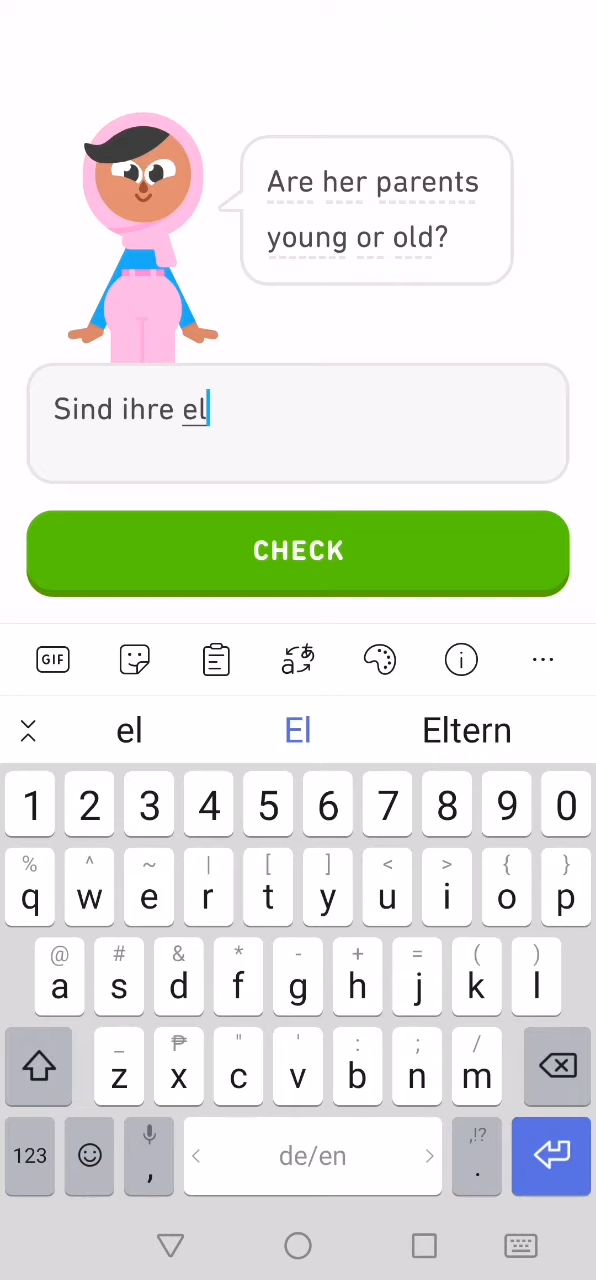 Are her parents
young or old?
Sind ihre el
CHECK
GIF
el El Eltern
1 2 3 4 5 6 7 8 9 0
% ^ ~ | [ ] < > { }
q w e r t y u i o p
@ # & * - + = ( )
a s d f g h j k l
_ ₱ " ' : ; /
z x c v b n m
123 , < de/en > ,!? .